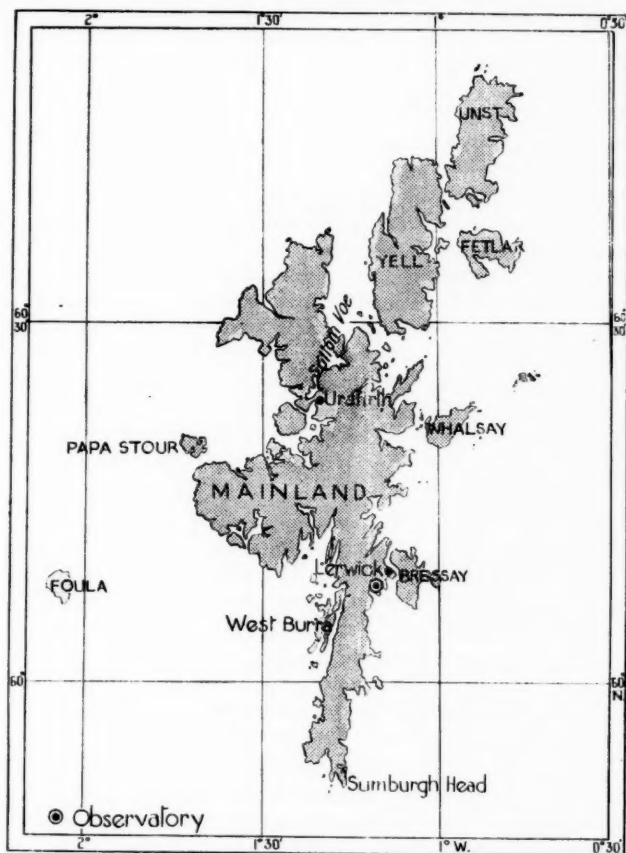 2° 1°30' 1° 0°30'
UNST
FETLAR
YELL
60 30 60 30
Sullom Voe
Urafirth
WHALSAY
PAPA STOUR
MAINLAND
Lerwick BRESSAY
FOULA
West Burra
60 60 N.
Sumburgh Head
Observatory
2° 1°30' 1° W. 0°30'